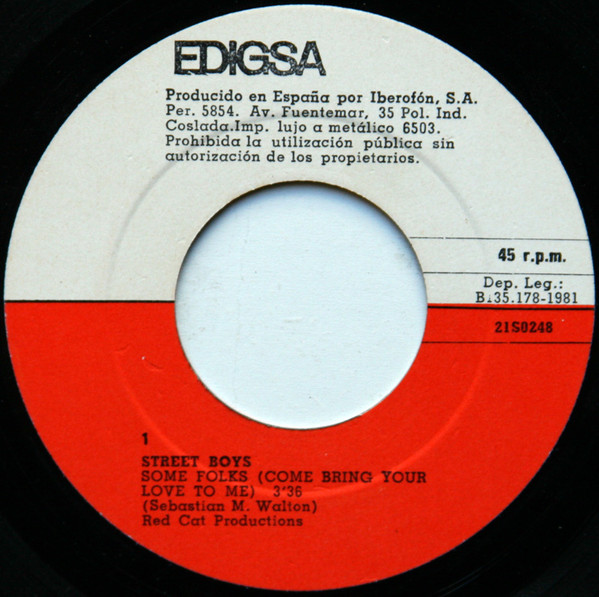 EDIGSA
Producido en España por Iberofón, S.A.
Per. 5854. Av. Fuentemar, 35 Pol. Ind.
Coslada.Imp. lujo a metálico 6503.
Prohibida la utilización pública sin
autorización de los propietarios.
45 r.p.m.
Dep. Leg.:
B.35.178-1981
21S0248
1
STREET BOYS
SOME FOLKS (COME BRING YOUR
LOVE TO ME) 3'36
(Sebastian M. Walton)
Red Cat Productions